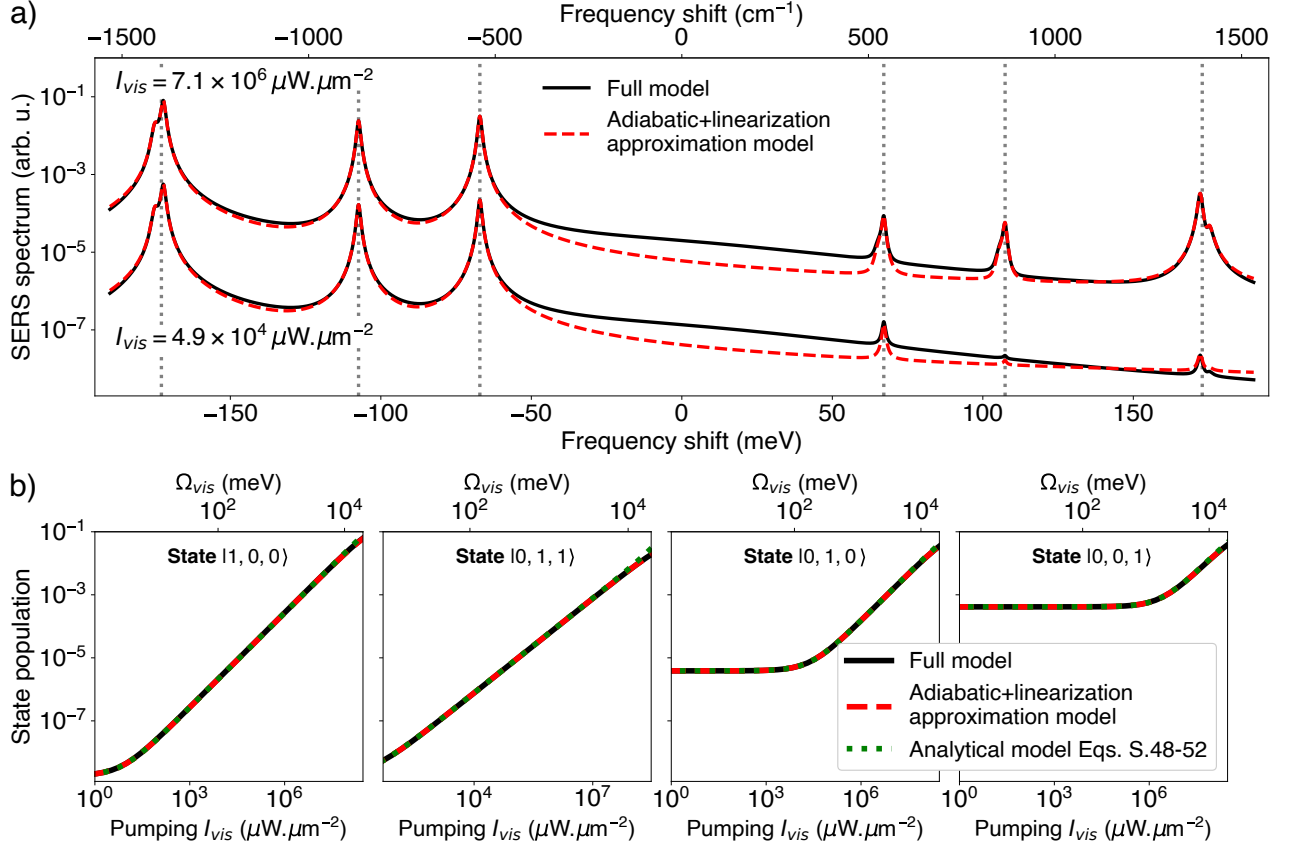 a)
Frequency shift (cm⁻¹)
−1500 −1000 −500 0 500 1000 1500
I_vis = 7.1 × 10⁶ μW.μm⁻²
Full model
Adiabatic+linearization
approximation model
SERS spectrum (arb. u.)
10⁻¹
10⁻³
10⁻⁵
10⁻⁷
I_vis = 4.9 × 10⁴ μW.μm⁻²
−150 −100 −50 0 50 100 150
Frequency shift (meV)
b)
Ω_vis (meV) Ω_vis (meV) Ω_vis (meV) Ω_vis (meV)
10² 10⁴ 10² 10⁴ 10² 10⁴ 10² 10⁴
State |1, 0, 0⟩ State |0, 1, 1⟩ State |0, 1, 0⟩ State |0, 0, 1⟩
State population
10⁻¹
10⁻³
10⁻⁵
10⁻⁷
Full model
Adiabatic+linearization
approximation model
Analytical model Eqs. S.48-52
10⁰ 10³ 10⁶ 10⁴ 10⁷ 10⁰ 10³ 10⁶ 10⁰ 10³ 10⁶
Pumping I_vis (μW.μm⁻²) Pumping I_vis (μW.μm⁻²) Pumping I_vis (μW.μm⁻²) Pumping I_vis (μW.μm⁻²)